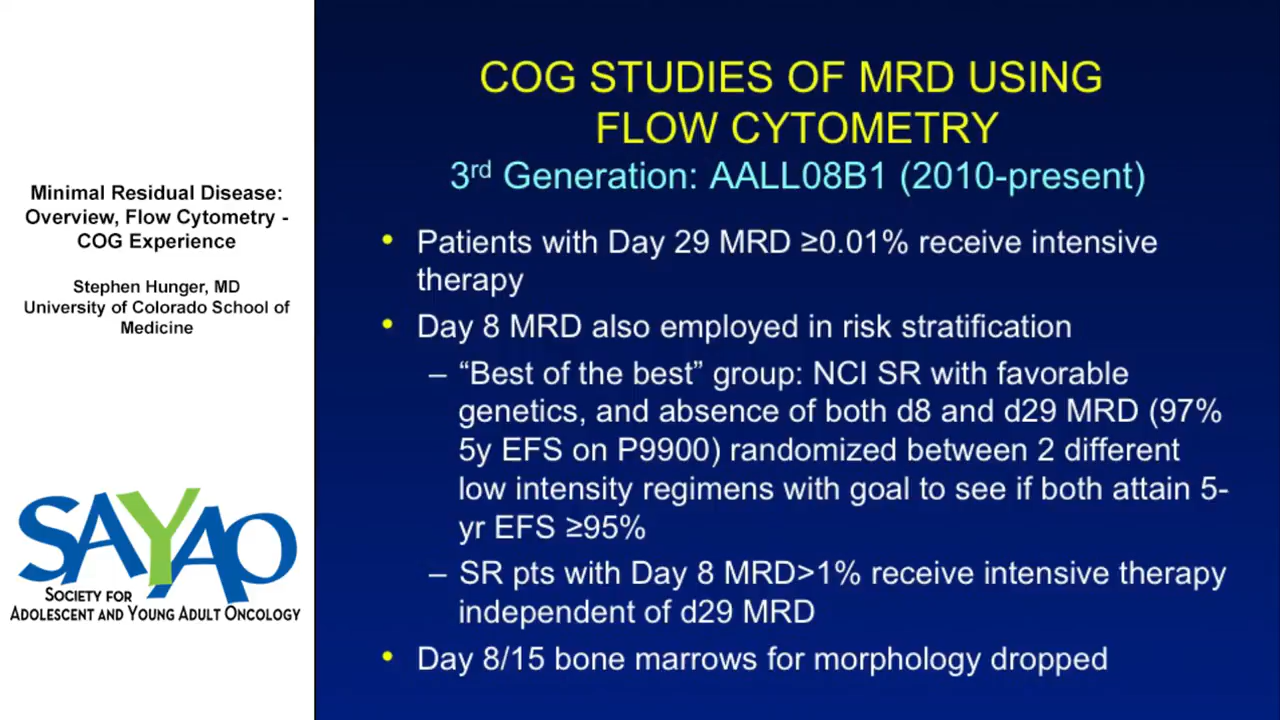 Minimal Residual Disease:
Overview, Flow Cytometry -
COG Experience
Stephen Hunger, MD
University of Colorado School of
Medicine
SAYAO
SOCIETY FOR
ADOLESCENT AND YOUNG ADULT ONCOLOGY
COG STUDIES OF MRD USING
FLOW CYTOMETRY
3rd Generation: AALL08B1 (2010-present)
• Patients with Day 29 MRD ≥0.01% receive intensive
therapy
• Day 8 MRD also employed in risk stratification
– “Best of the best” group: NCI SR with favorable
genetics, and absence of both d8 and d29 MRD (97%
5y EFS on P9900) randomized between 2 different
low intensity regimens with goal to see if both attain 5-
yr EFS ≥95%
– SR pts with Day 8 MRD>1% receive intensive therapy
independent of d29 MRD
• Day 8/15 bone marrows for morphology dropped